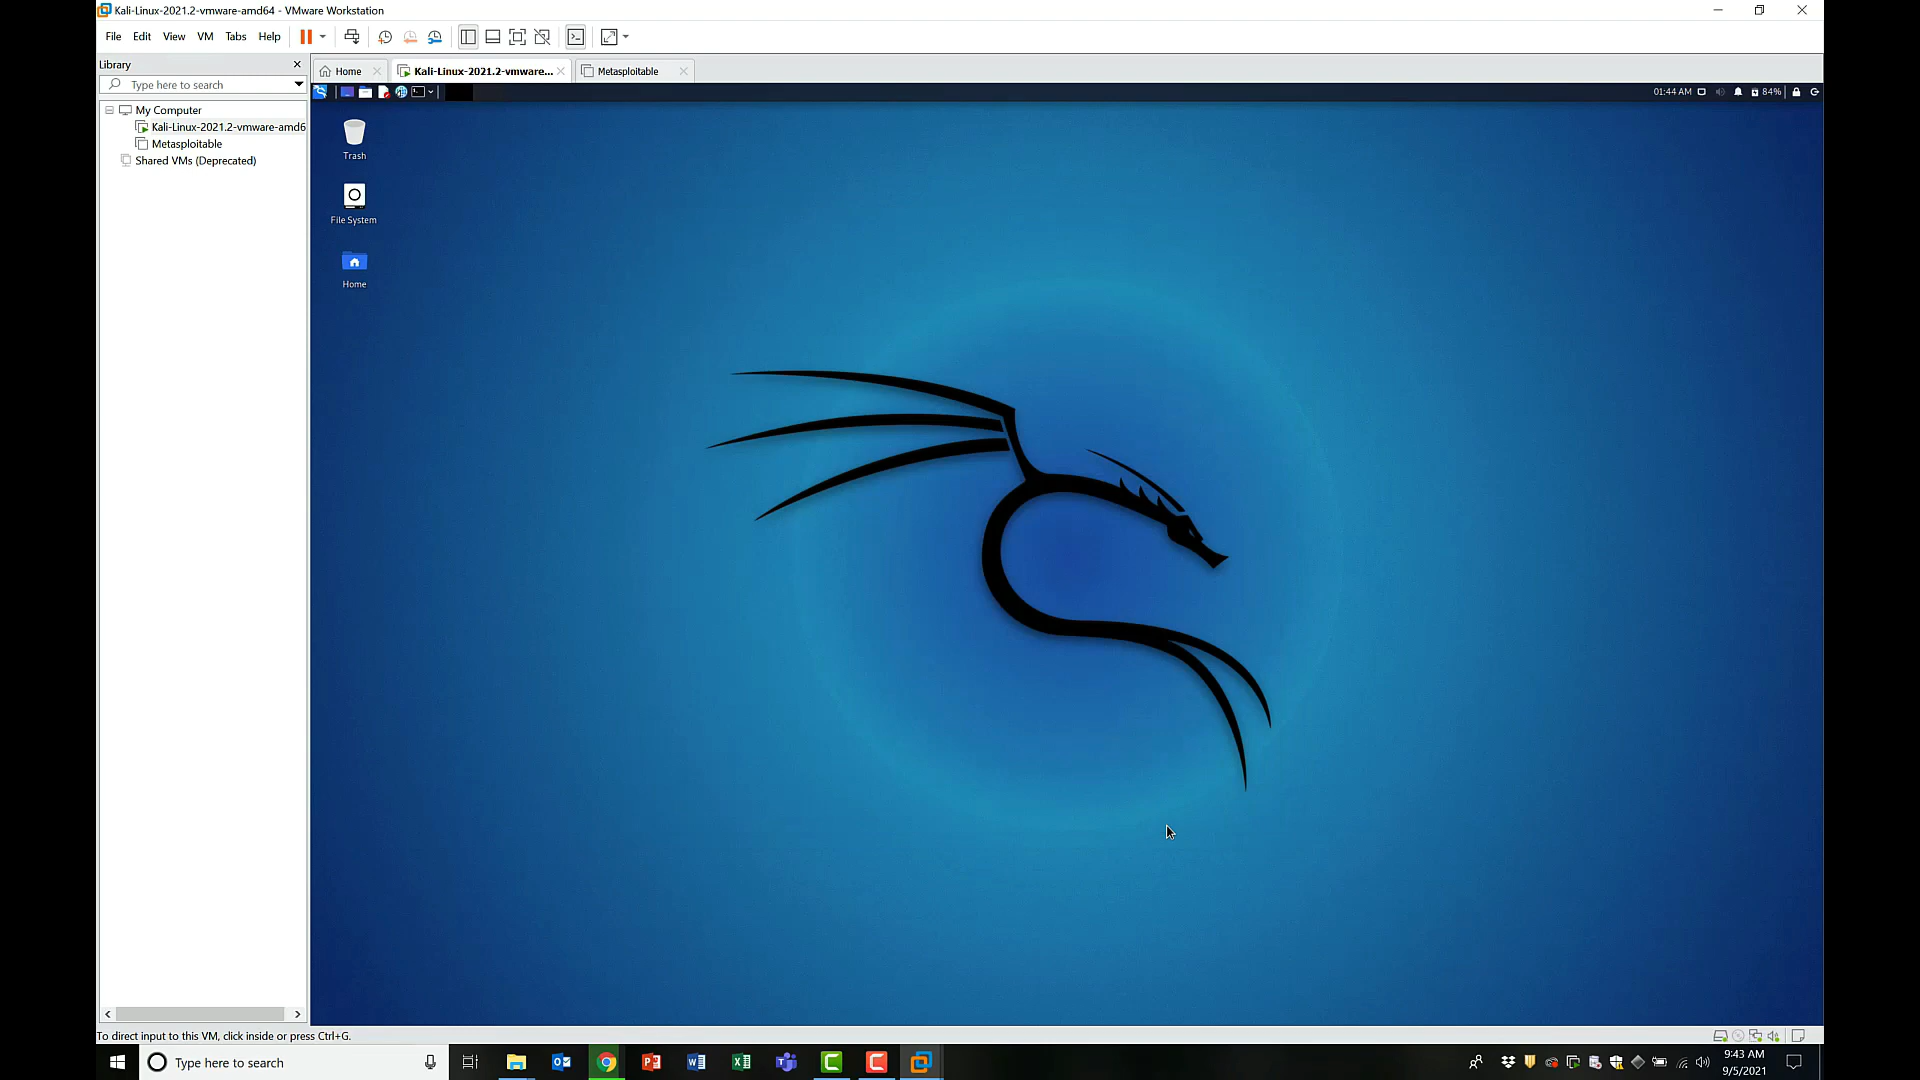 Kali-Linux-2021.2-vmware-amd64 - VMware Workstation
File Edit View VM Tabs Help
Library
Type here to search
Home
Kali-Linux-2021.2-vmware...
Metasploitable
01:44 AM
84%
My Computer
Kali-Linux-2021.2-vmware-amd6
Metasploitable
Shared VMs (Deprecated)
Trash
File System
Home
To direct input to this VM, click inside or press Ctrl+G.
Type here to search
9:43 AM
9/5/2021